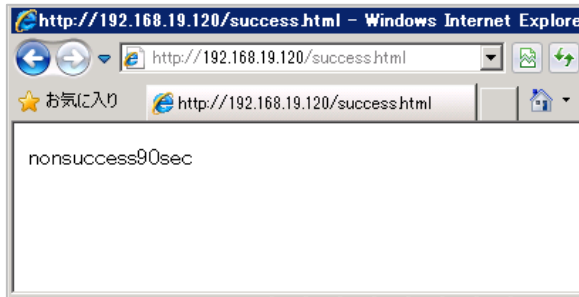 http://192.168.19.120/success.html - Windows Internet Explore
http://192.168.19.120/success.html
お気に入り
http://192.168.19.120/success.html
nonsuccess90sec